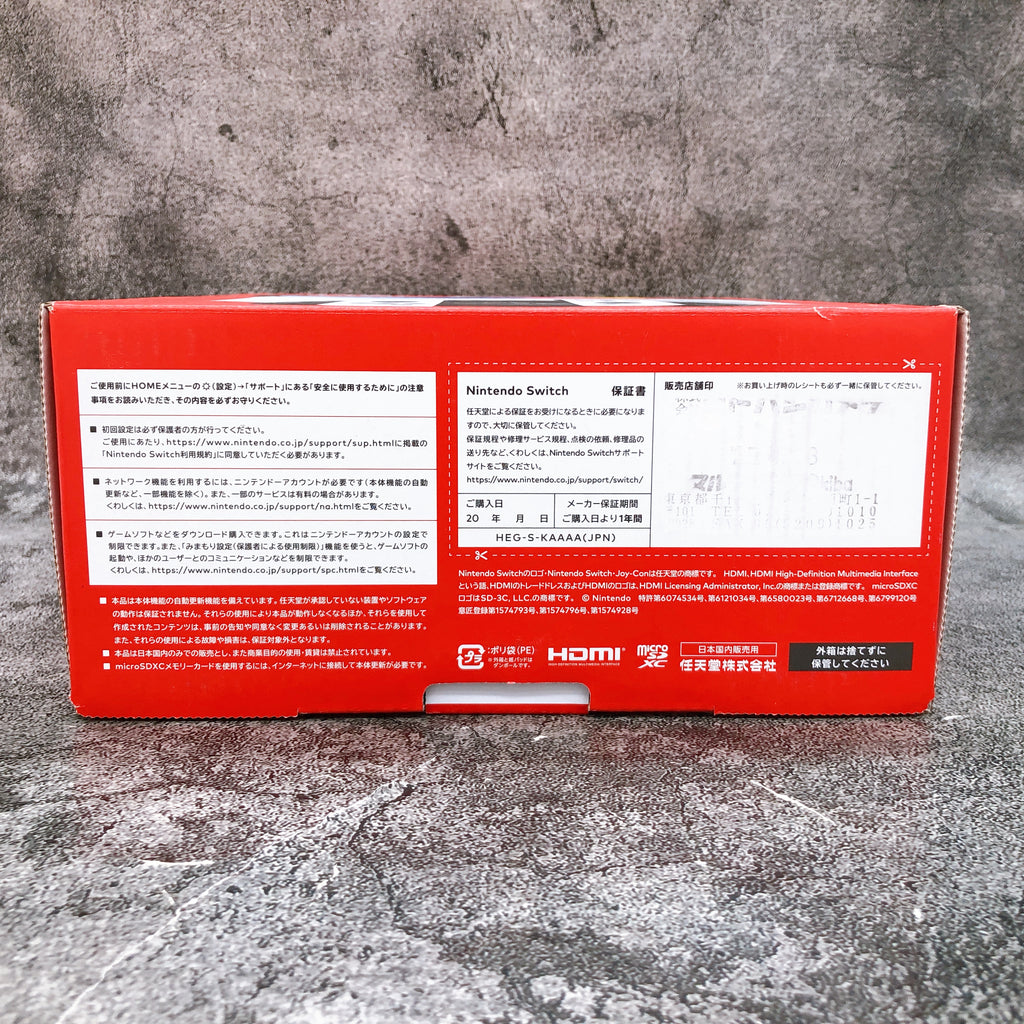 ご使用前にHOMEメニューの(設定)→「サポート」にある「安全に使用するために」の注意
事項をお読みいただき、その内容を必ずお守りください。
■ 初回設定は必ず保護者の方が行ってください。
ご使用にあたり、https://www.nintendo.co.jp/support/sup.htmlに掲載の
「Nintendo Switch利用規約」に同意していただく必要があります。
■ ネットワーク機能を利用するには、ニンテンドーアカウントが必要です(本体機能の自動
更新など、一部機能を除く)。また、一部のサービスは有料の場合があります。
くわしくは、https://www.nintendo.co.jp/support/na.htmlをご覧ください。
■ ゲームソフトなどをダウンロード購入できます。これはニンテンドーアカウントの設定で
制限できます。また、「みまもり設定(保護者による使用制限)」機能を使うと、ゲームソフトの
起動や、ほかのユーザーとのコミュニケーションなどを制限できます。
くわしくは、https://www.nintendo.co.jp/support/spc.htmlをご覧ください。
■ 本品は本体機能の自動更新機能を備えています。任天堂が承認していない装置やソフトウェア
の動作は保証されません。それらの使用により本品が動作しなくなるほか、それらを使用して
作成されたコンテンツは、事前の告知や同意なく変更あるいは削除されることがあります。
また、それらの使用による故障や損害は、保証対象外となります。
■ 本品は日本国内のみでの販売とし、また商業目的の使用・賃貸は禁止されています。
■ microSDXCメモリーカードを使用するには、インターネットに接続して本体更新が必要です。
Nintendo Switch 保証書
任天堂による保証をお受けになるときに必要になりま
すので、大切に保管してください。
保証規程や修理サービス規程、点検の依頼、修理品の
送り先など、くわしくは、Nintendo Switchサポート
サイトをご覧ください。
https://www.nintendo.co.jp/support/switch/
ご購入日 メーカー保証期間
20 年 月 日 ご購入日より1年間
HEG-S-KAAAA(JPN)
販売店舗印 ※お買い上げ時のレシートも必ず一緒に保管してください。
Nintendo Switchのロゴ・Nintendo Switch・Joy-Conは任天堂の商標です。 HDMI、HDMI High-Definition Multimedia Interface
という語、HDMIのトレードドレスおよびHDMIのロゴは、HDMI Licensing Administrator, Inc.の商標または登録商標です。 microSDXC
ロゴはSD-3C, LLC.の商標です。 © Nintendo 特許第6074534号、第6121034号、第6580023号、第6712668号、第6799120号
意匠登録第1574793号、第1574796号、第1574928号
プラ :ポリ袋(PE)
※外箱と紙パッドは
ダンボールです。
HDMI
HIGH-DEFINITION MULTIMEDIA INTERFACE
micro SD XC
日本国内販売用
任天堂株式会社
外箱は捨てずに
保管してください